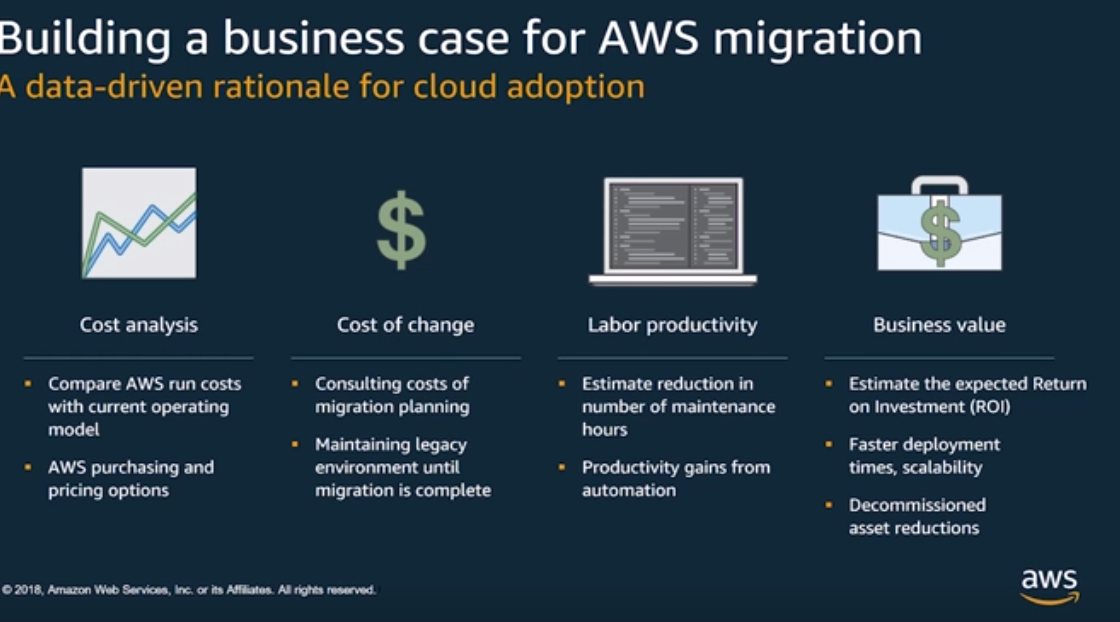 Building a business case for AWS migration
A data-driven rationale for cloud adoption
Cost analysis
Compare AWS run costs
with current operating
model
AWS purchasing and
pricing options
Cost of change
Consulting costs of
migration planning
Maintaining legacy
environment until
migration is complete
Labor productivity
Estimate reduction in
number of maintenance
hours
Productivity gains from
automation
Business value
Estimate the expected Return
on Investment (ROI)
Faster deployment
times, scalability
Decommissioned
asset reductions
© 2018, Amazon Web Services, Inc. or its Affiliates. All rights reserved.
aws